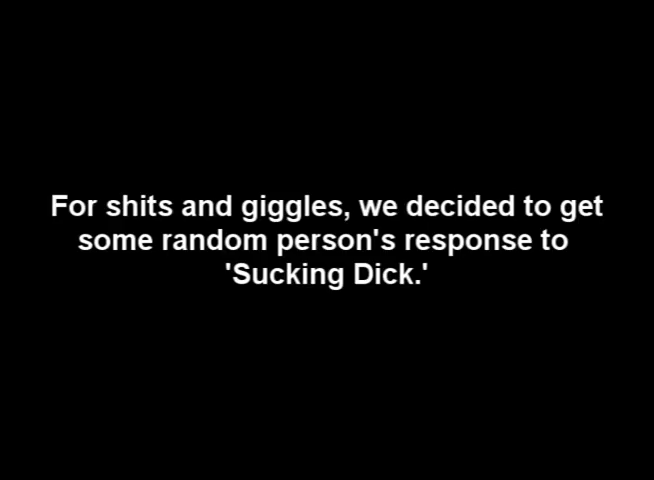 For shits and giggles, we decided to get
some random person's response to
'Sucking Dick.'